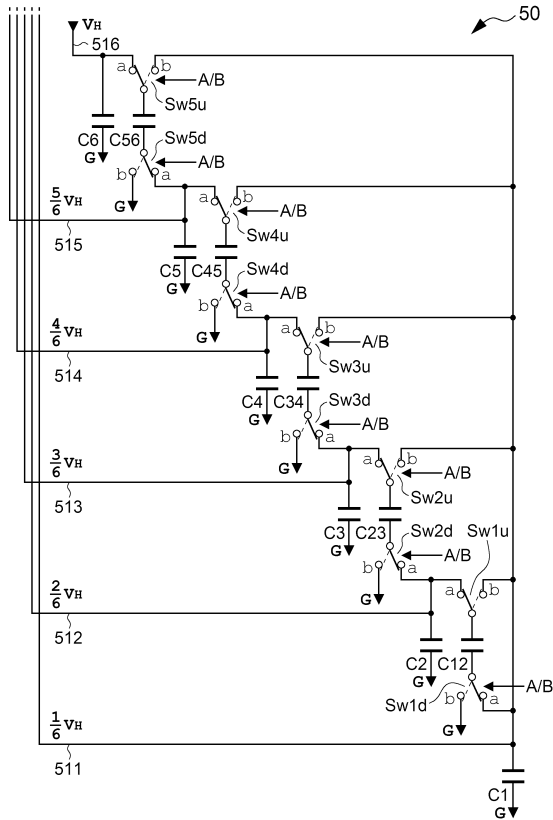 50
VH
516
a b A/B
Sw5u
C6 C56
Sw5d
G b a A/B
G
5/6 VH
515
a b A/B
Sw4u
C5 C45
Sw4d
G b a A/B
G
4/6 VH
514
a b A/B
Sw3u
C4 C34
Sw3d
G b a A/B
G
3/6 VH
513
a b A/B
Sw2u
C3 C23
Sw2d Sw1u
G b a A/B
G
2/6 VH
512
a b
C2 C12
G A/B
Sw1d b a
G
1/6 VH
511
C1
G